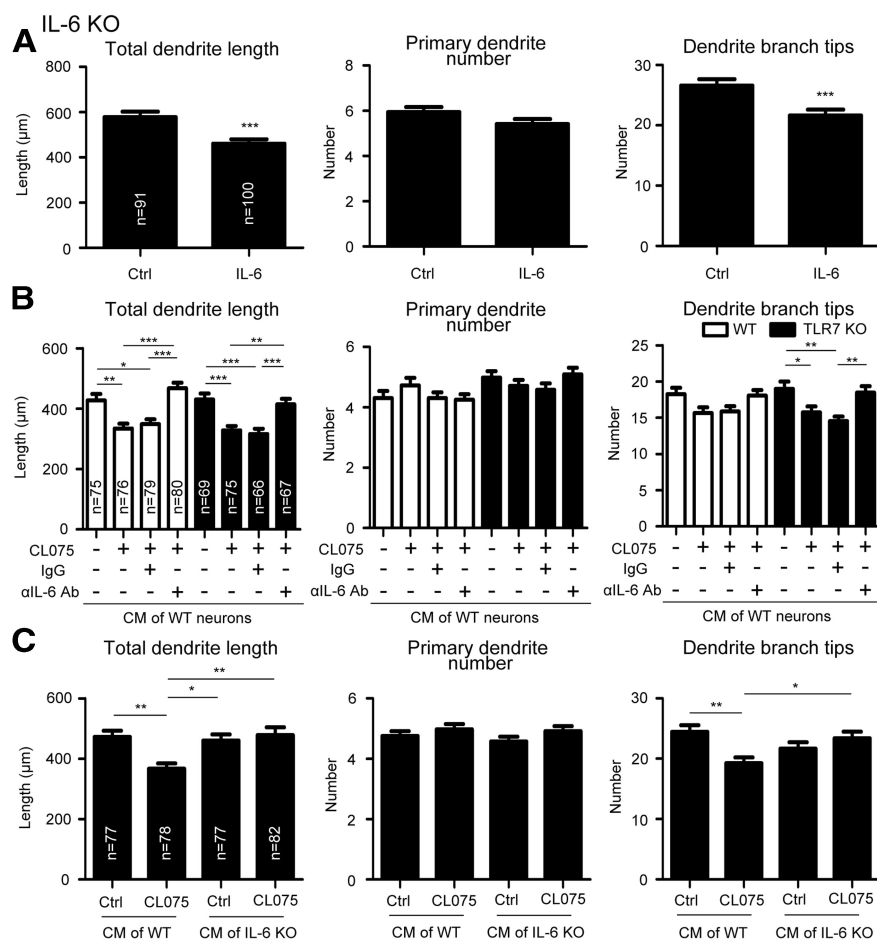 IL-6 KO
A
Total dendrite length
Primary dendrite
number
Dendrite branch tips
Length (μm)
800
600
400
200
0
***
n=91
n=100
Ctrl
IL-6
Number
8
6
4
2
0
Ctrl
IL-6
Number
30
20
10
0
***
Ctrl
IL-6
B
Total dendrite length
Primary dendrite
number
Dendrite branch tips
WT
TLR7 KO
Length (μm)
600
400
200
0
*** **
* *** *** ***
** ***
n=75 n=76 n=79 n=80 n=69 n=75 n=66 n=67
CL075 - + + + - + + +
IgG - - + - - - + -
αIL-6 Ab - - - + - - - +
CM of WT neurons
Number
6
4
2
0
CL075 - + + + - + + +
IgG - - + - - - + -
αIL-6 Ab - - - + - - - +
CM of WT neurons
Number
25
20
15
10
5
0
**
* **
CL075 - + + + - + + +
IgG - - + - - - + -
αIL-6 Ab - - - + - - - +
CM of WT neurons
C
Total dendrite length
Primary dendrite
number
Dendrite branch tips
Length (μm)
600
400
200
0
**
*
**
n=77 n=78 n=77 n=82
Ctrl CL075 Ctrl CL075
CM of WT CM of IL-6 KO
Number
6
4
2
0
Ctrl CL075 Ctrl CL075
CM of WT CM of IL-6 KO
Number
30
20
10
0
*
**
Ctrl CL075 Ctrl CL075
CM of WT CM of IL-6 KO